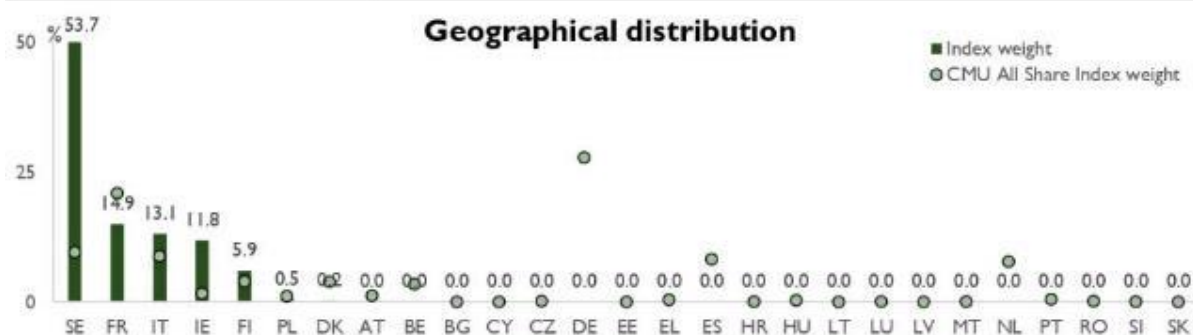 Geographical distribution
% 53.7
50
25
0
Index weight
CMU All Share Index weight
14.9 13.1 11.8 5.9 0.5 0.2 0.0 0.0 0.0 0.0 0.0 0.0 0.0 0.0 0.0 0.0 0.0 0.0 0.0 0.0 0.0 0.0 0.0 0.0 0.0 0.0
SE FR IT IE FI PL DK AT BE BG CY CZ DE EE EL ES HR HU LT LU LV MT NL PT RO SI SK